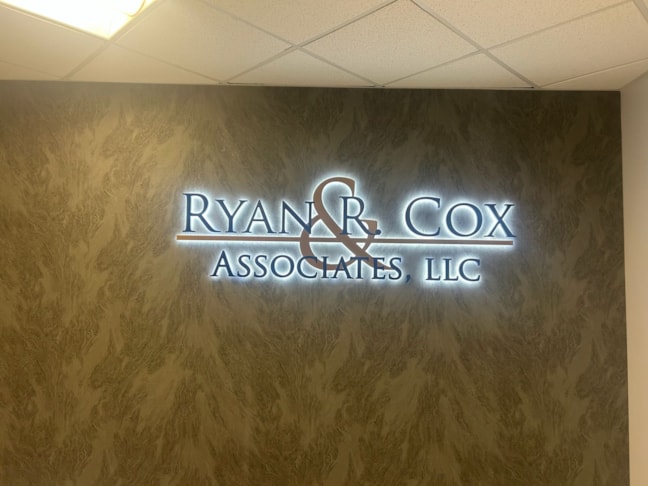 RYAN R. COX
&
ASSOCIATES, LLC